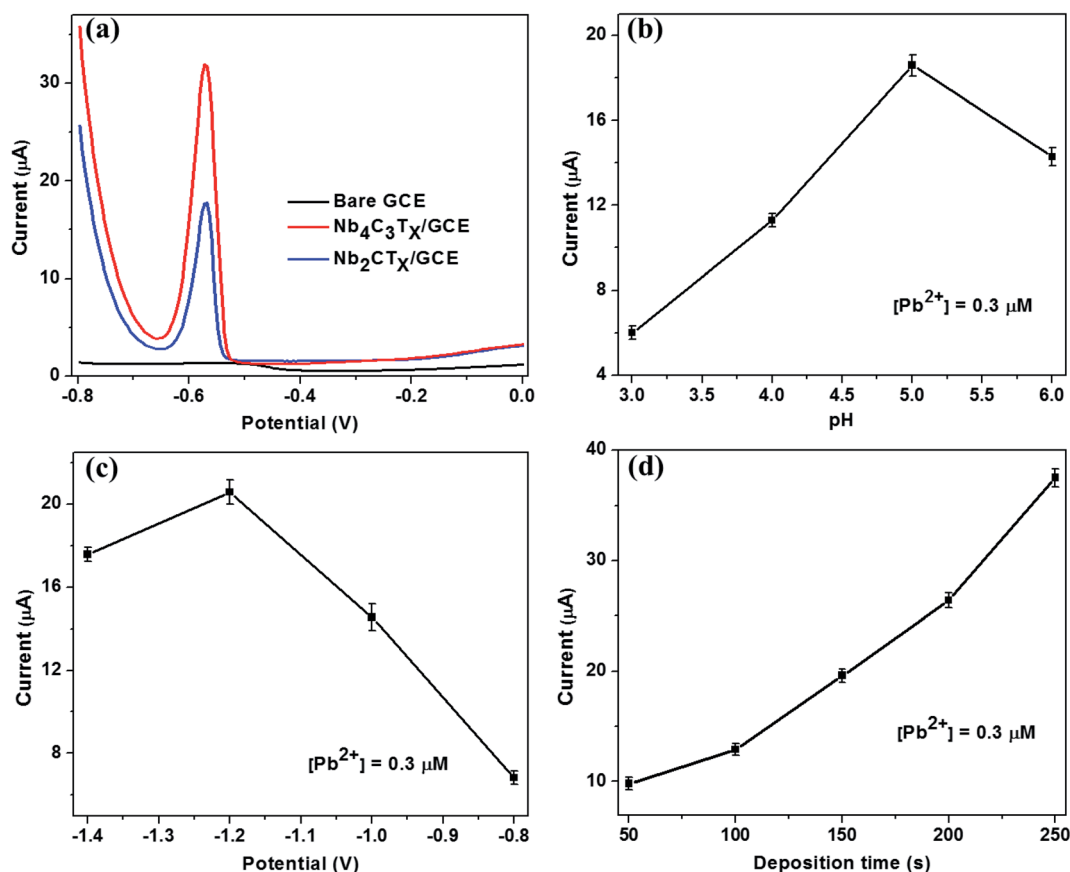 (a)
Current (μA)
30
20
10
0
Bare GCE
Nb4C3TX/GCE
Nb2CTX/GCE
-0.8 -0.6 -0.4 -0.2 0.0
Potential (V)
(b)
Current (μA)
20
16
12
8
4
[Pb2+] = 0.3 μM
3.0 3.5 4.0 4.5 5.0 5.5 6.0
pH
(c)
Current (μA)
20
16
12
8
[Pb2+] = 0.3 μM
-1.4 -1.3 -1.2 -1.1 -1.0 -0.9 -0.8
Potential (V)
(d)
Current (μA)
40
30
20
10
[Pb2+] = 0.3 μM
50 100 150 200 250
Deposition time (s)